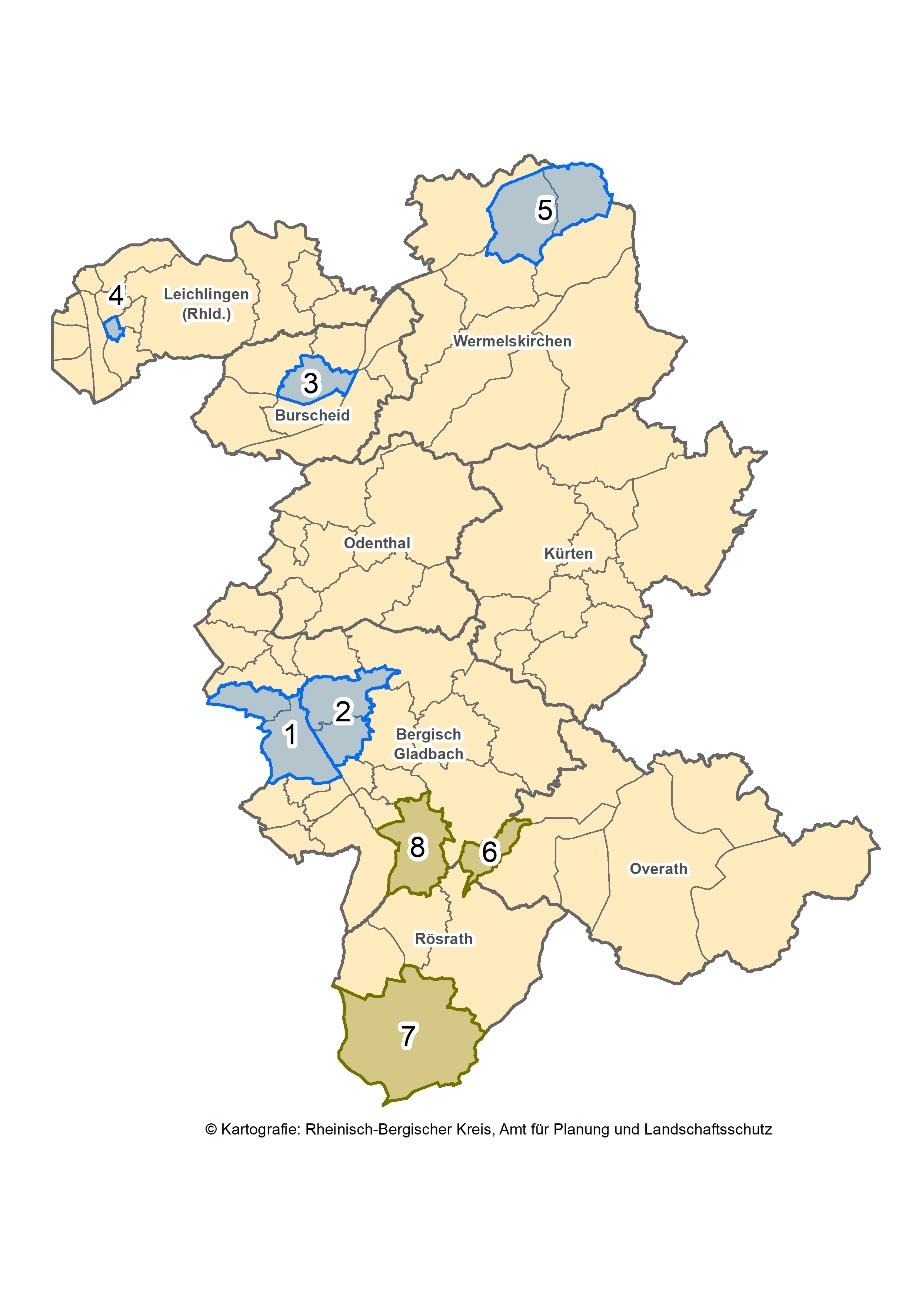 5
4
Leichlingen
(Rhld.)
Wermelskirchen
3
Burscheid
Odenthal
Kürten
2
1
Bergisch
Gladbach
8
6
Overath
Rösrath
7
© Kartografie: Rheinisch-Bergischer Kreis, Amt für Planung und Landschaftsschutz